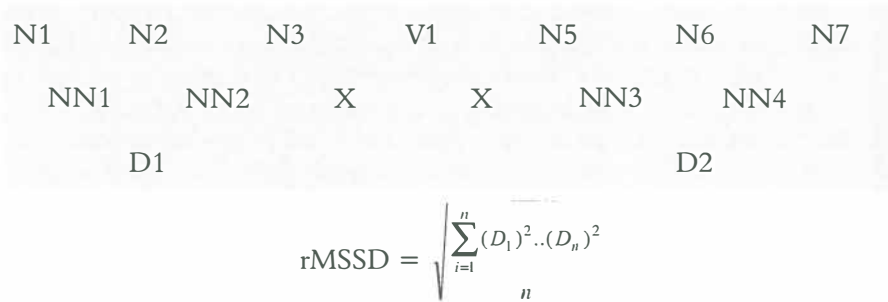 N1 N2 N3 V1 N5 N6 N7
NN1 NN2 X X NN3 NN4
D1 D2
rMSSD = √ n ∑ i=1 (D₁)²..(Dₙ)² n